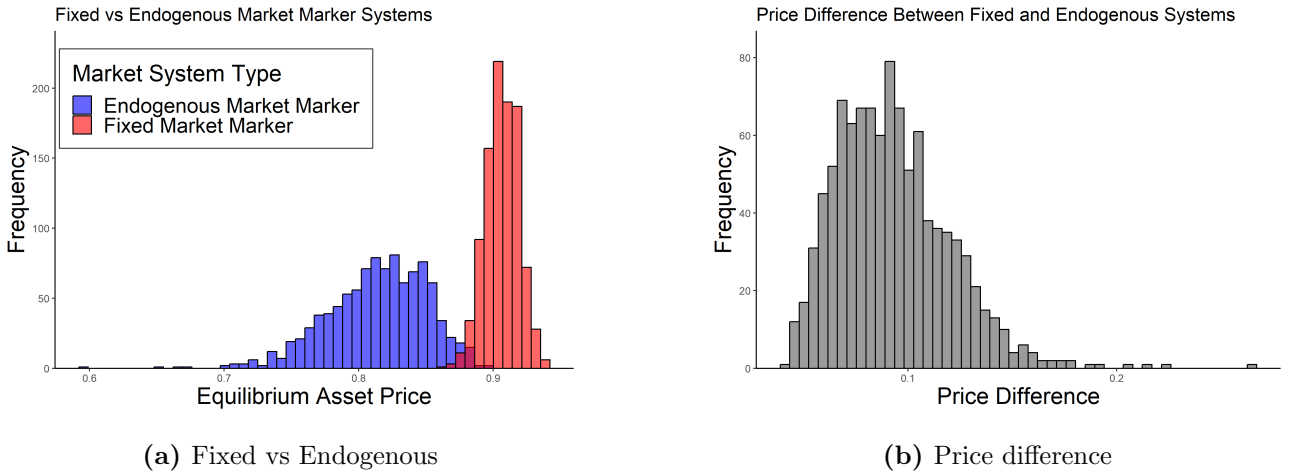 Fixed vs Endogenous Market Marker Systems
Market System Type
Endogenous Market Marker
Fixed Market Marker
Frequency
200
150
100
50
0
0.6 0.7 0.8 0.9
Equilibrium Asset Price
(a) Fixed vs Endogenous
Price Difference Between Fixed and Endogenous Systems
Frequency
80
60
40
20
0
0.1 0.2
Price Difference
(b) Price difference